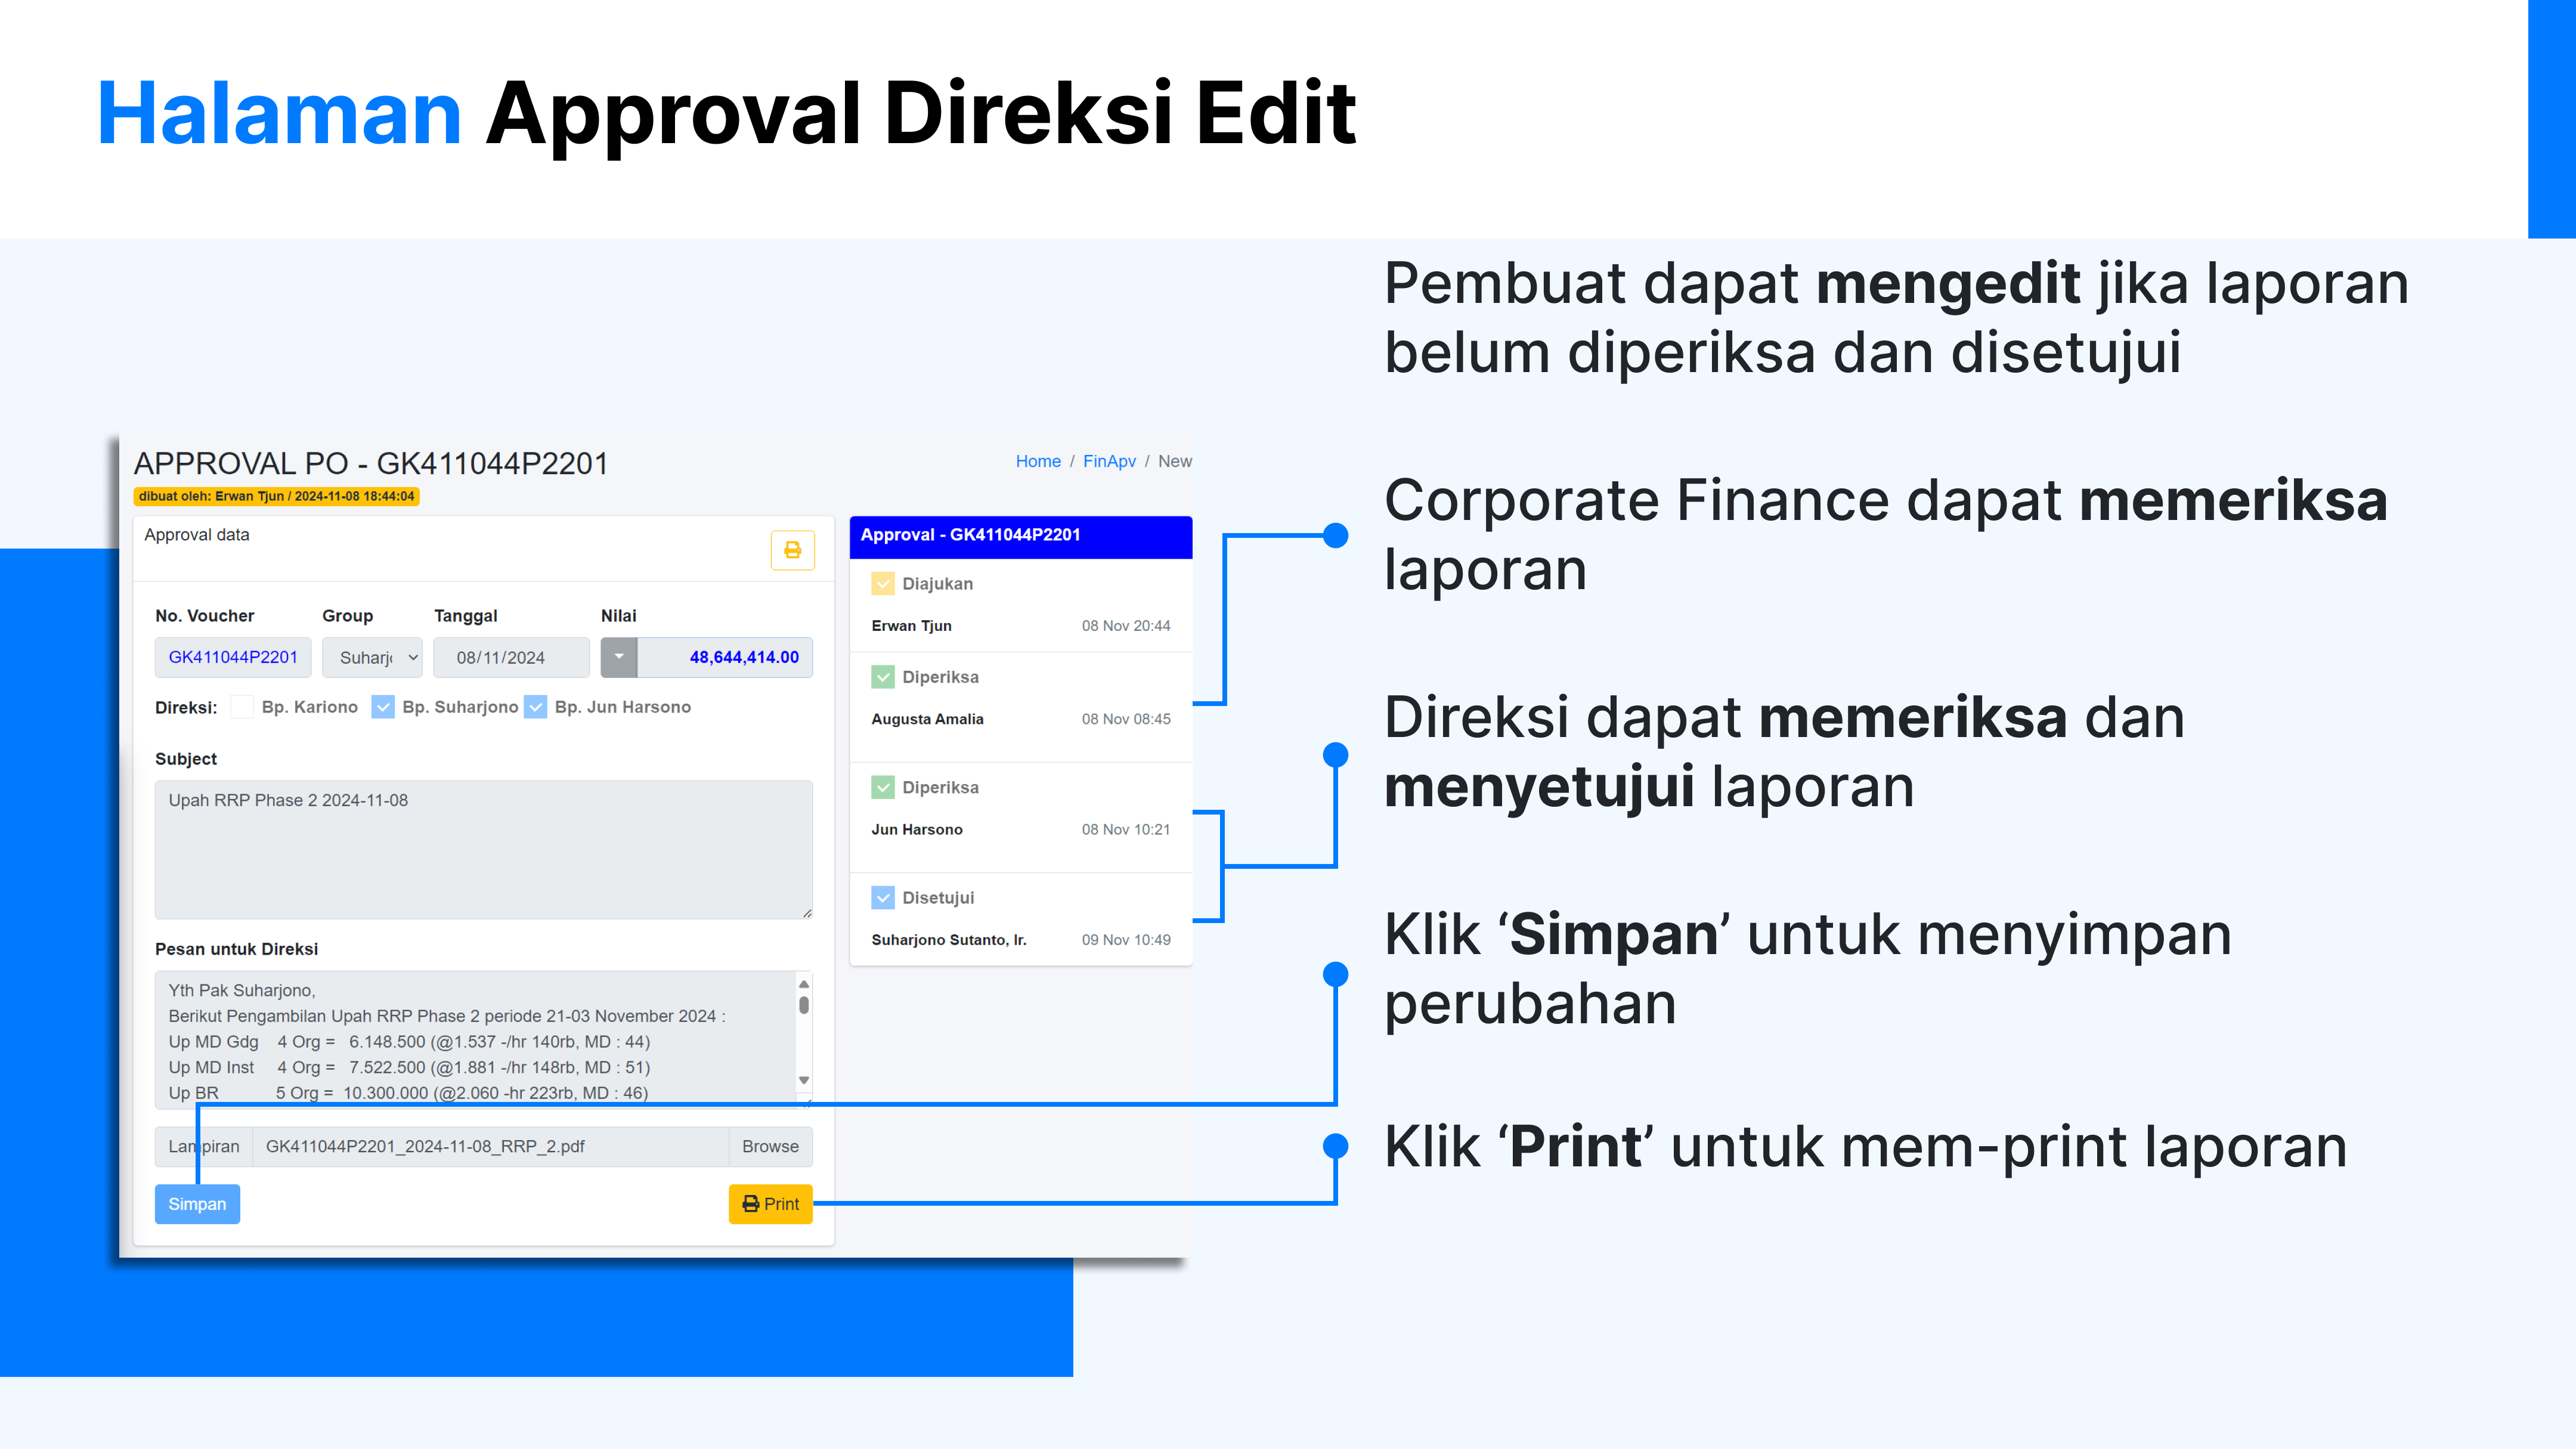 Halaman Approval Direksi Edit
APPROVAL PO - GK411044P2201
Home / FinApv / New
dibuat oleh: Erwan Tjun / 2024-11-08 18:44:04
Approval data
No. Voucher Group Tanggal Nilai
GK411044P2201 Suharj 08/11/2024 48,644,414.00
Direksi: Bp. Kariono Bp. Suharjono Bp. Jun Harsono
Subject
Upah RRP Phase 2 2024-11-08
Pesan untuk Direksi
Yth Pak Suharjono,
Berikut Pengambilan Upah RRP Phase 2 periode 21-03 November 2024 :
Up MD Gdg 4 Org = 6.148.500 (@1.537 -/hr 140rb, MD : 44)
Up MD Inst 4 Org = 7.522.500 (@1.881 -/hr 148rb, MD : 51)
Up BR 5 Org = 10.300.000 (@2.060 -hr 223rb, MD : 46)
Lampiran GK411044P2201_2024-11-08_RRP_2.pdf Browse
Simpan Print
Approval - GK411044P2201
Diajukan
Erwan Tjun 08 Nov 20:44
Diperiksa
Augusta Amalia 08 Nov 08:45
Diperiksa
Jun Harsono 08 Nov 10:21
Disetujui
Suharjono Sutanto, Ir. 09 Nov 10:49
Pembuat dapat mengedit jika laporan
belum diperiksa dan disetujui
Corporate Finance dapat memeriksa
laporan
Direksi dapat memeriksa dan
menyetujui laporan
Klik ‘Simpan’ untuk menyimpan
perubahan
Klik ‘Print’ untuk mem-print laporan